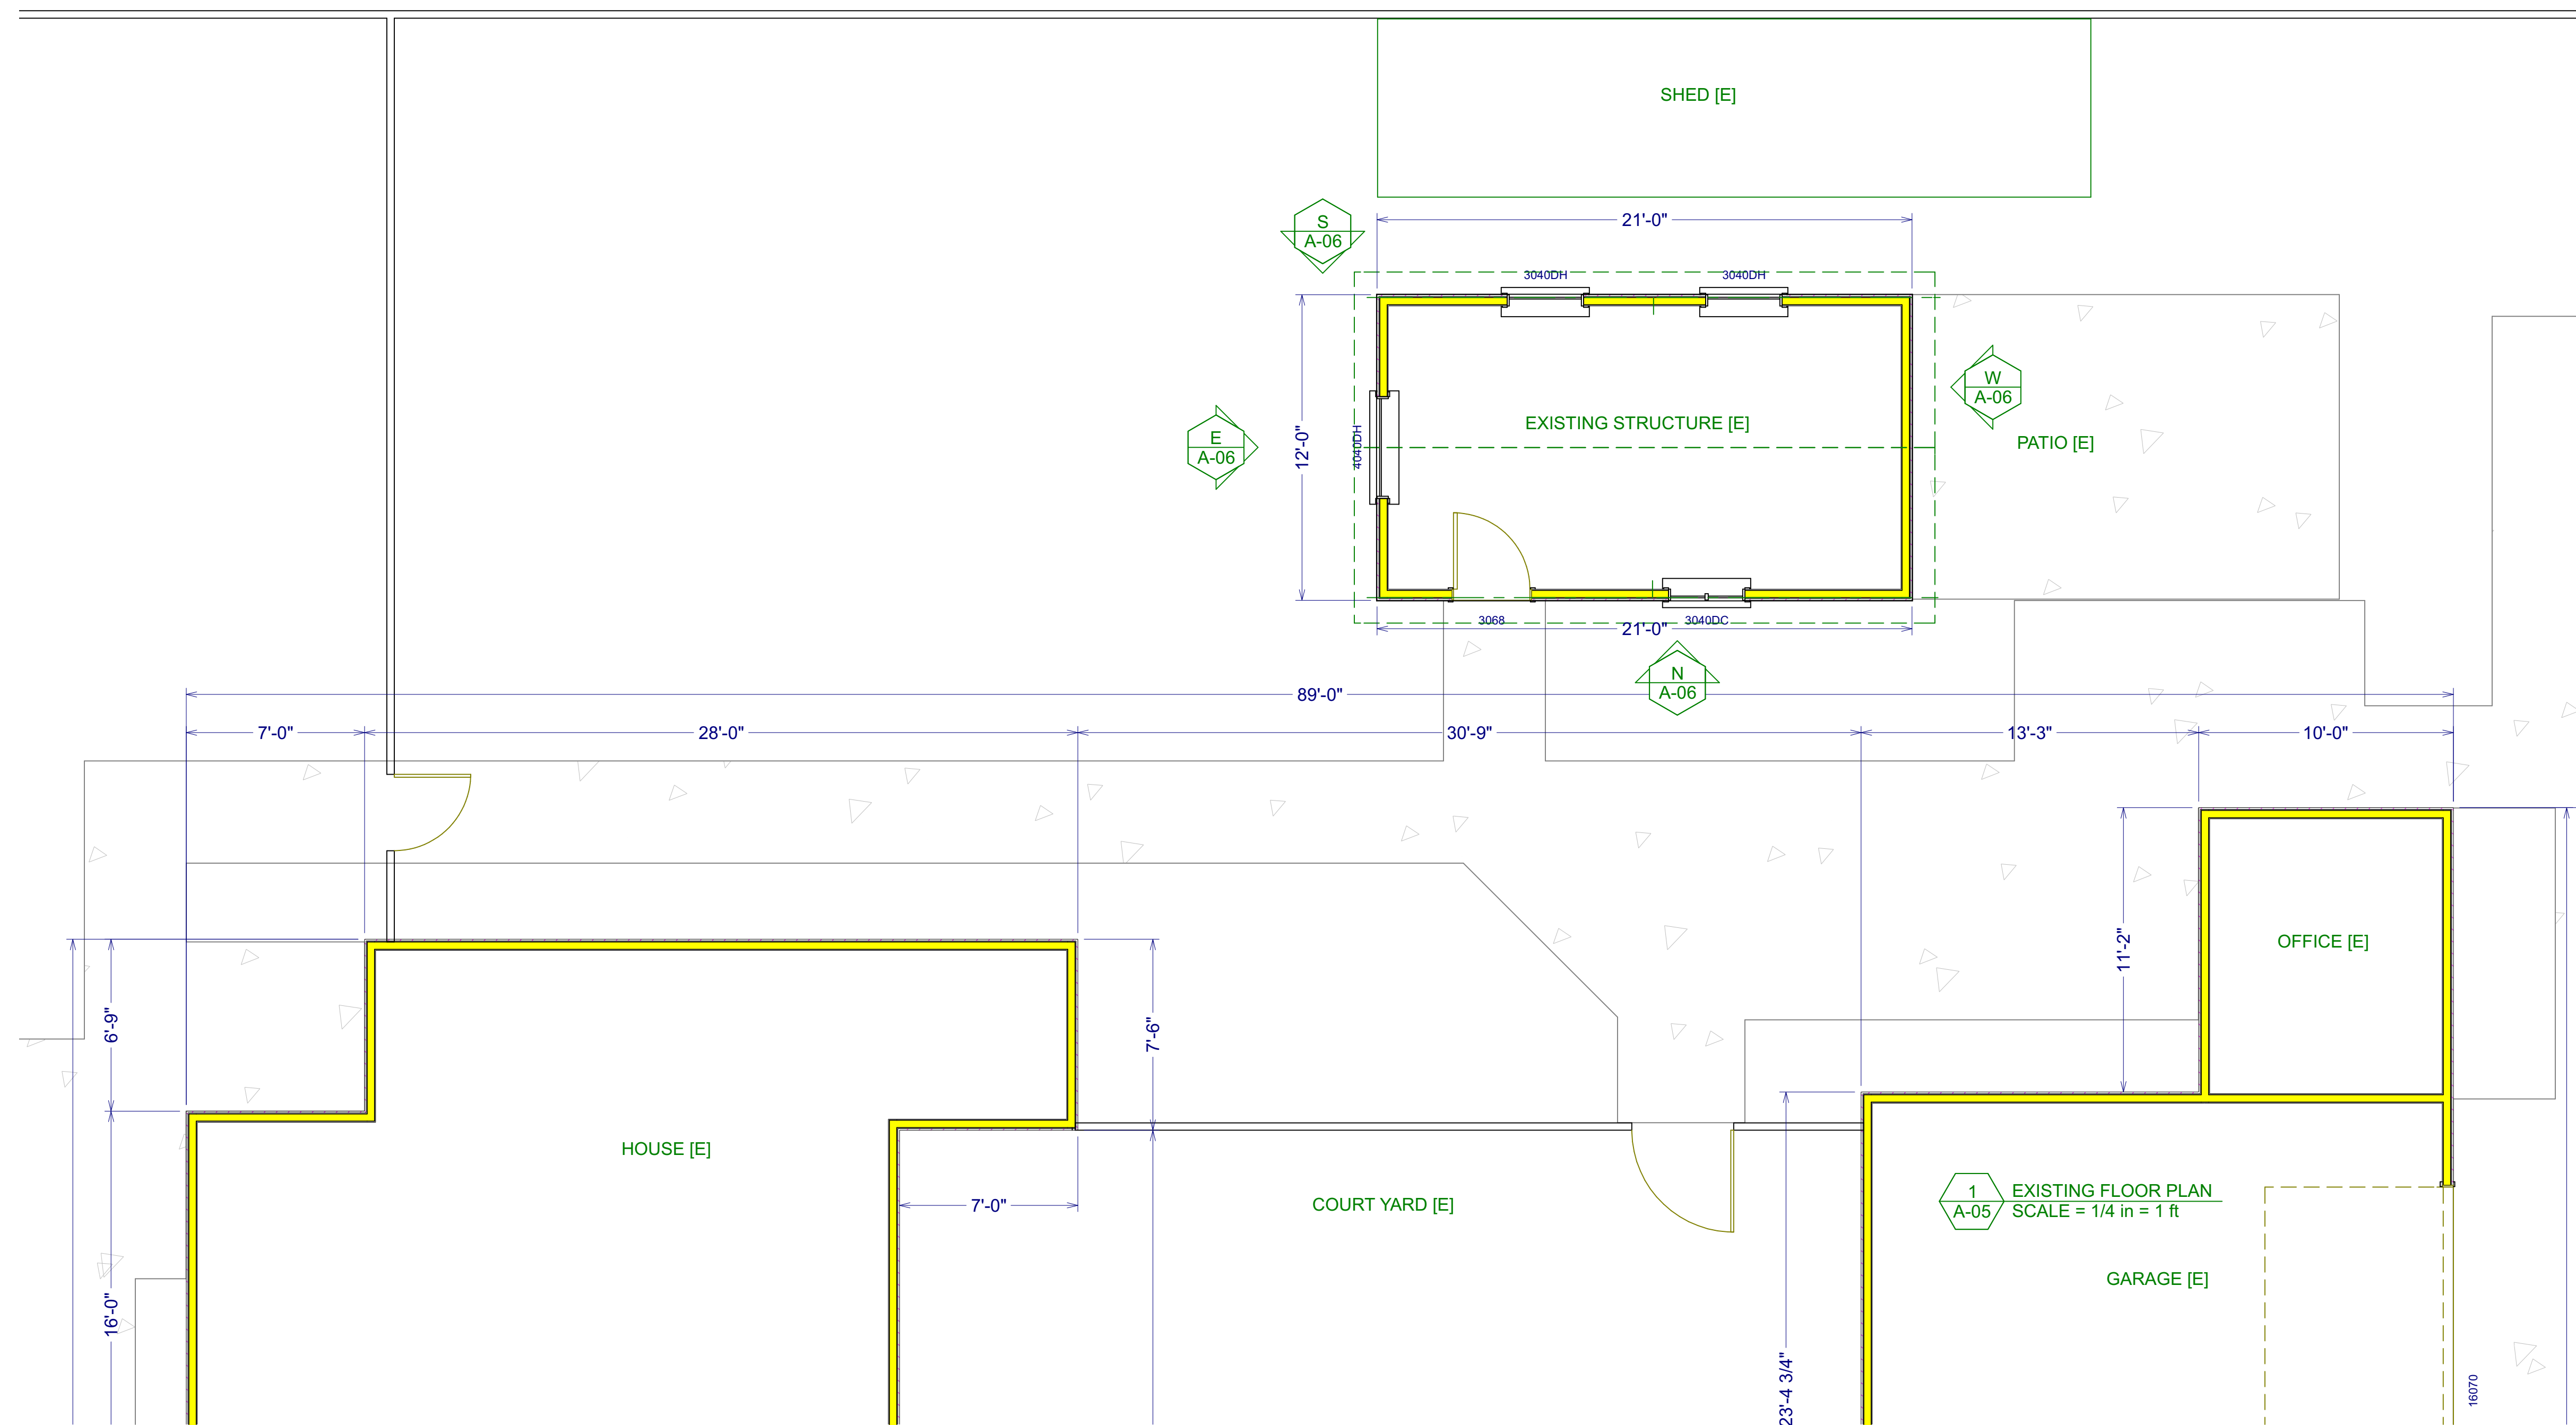 SHED [E]
21'-0"
S
A-06
3040DH
3040DH
W
A-06
EXISTING STRUCTURE [E]
12'-0"
4040DH
E
A-06
PATIO [E]
3068
3040DC
21'-0"
N
A-06
89'-0"
7'-0"
28'-0"
30'-9"
13'-3"
10'-0"
11'-2"
OFFICE [E]
6'-9"
7'-6"
HOUSE [E]
7'-0"
COURT YARD [E]
1
A-05
EXISTING FLOOR PLAN
SCALE = 1/4 in = 1 ft
GARAGE [E]
16'-0"
23'-4 3/4"
16070